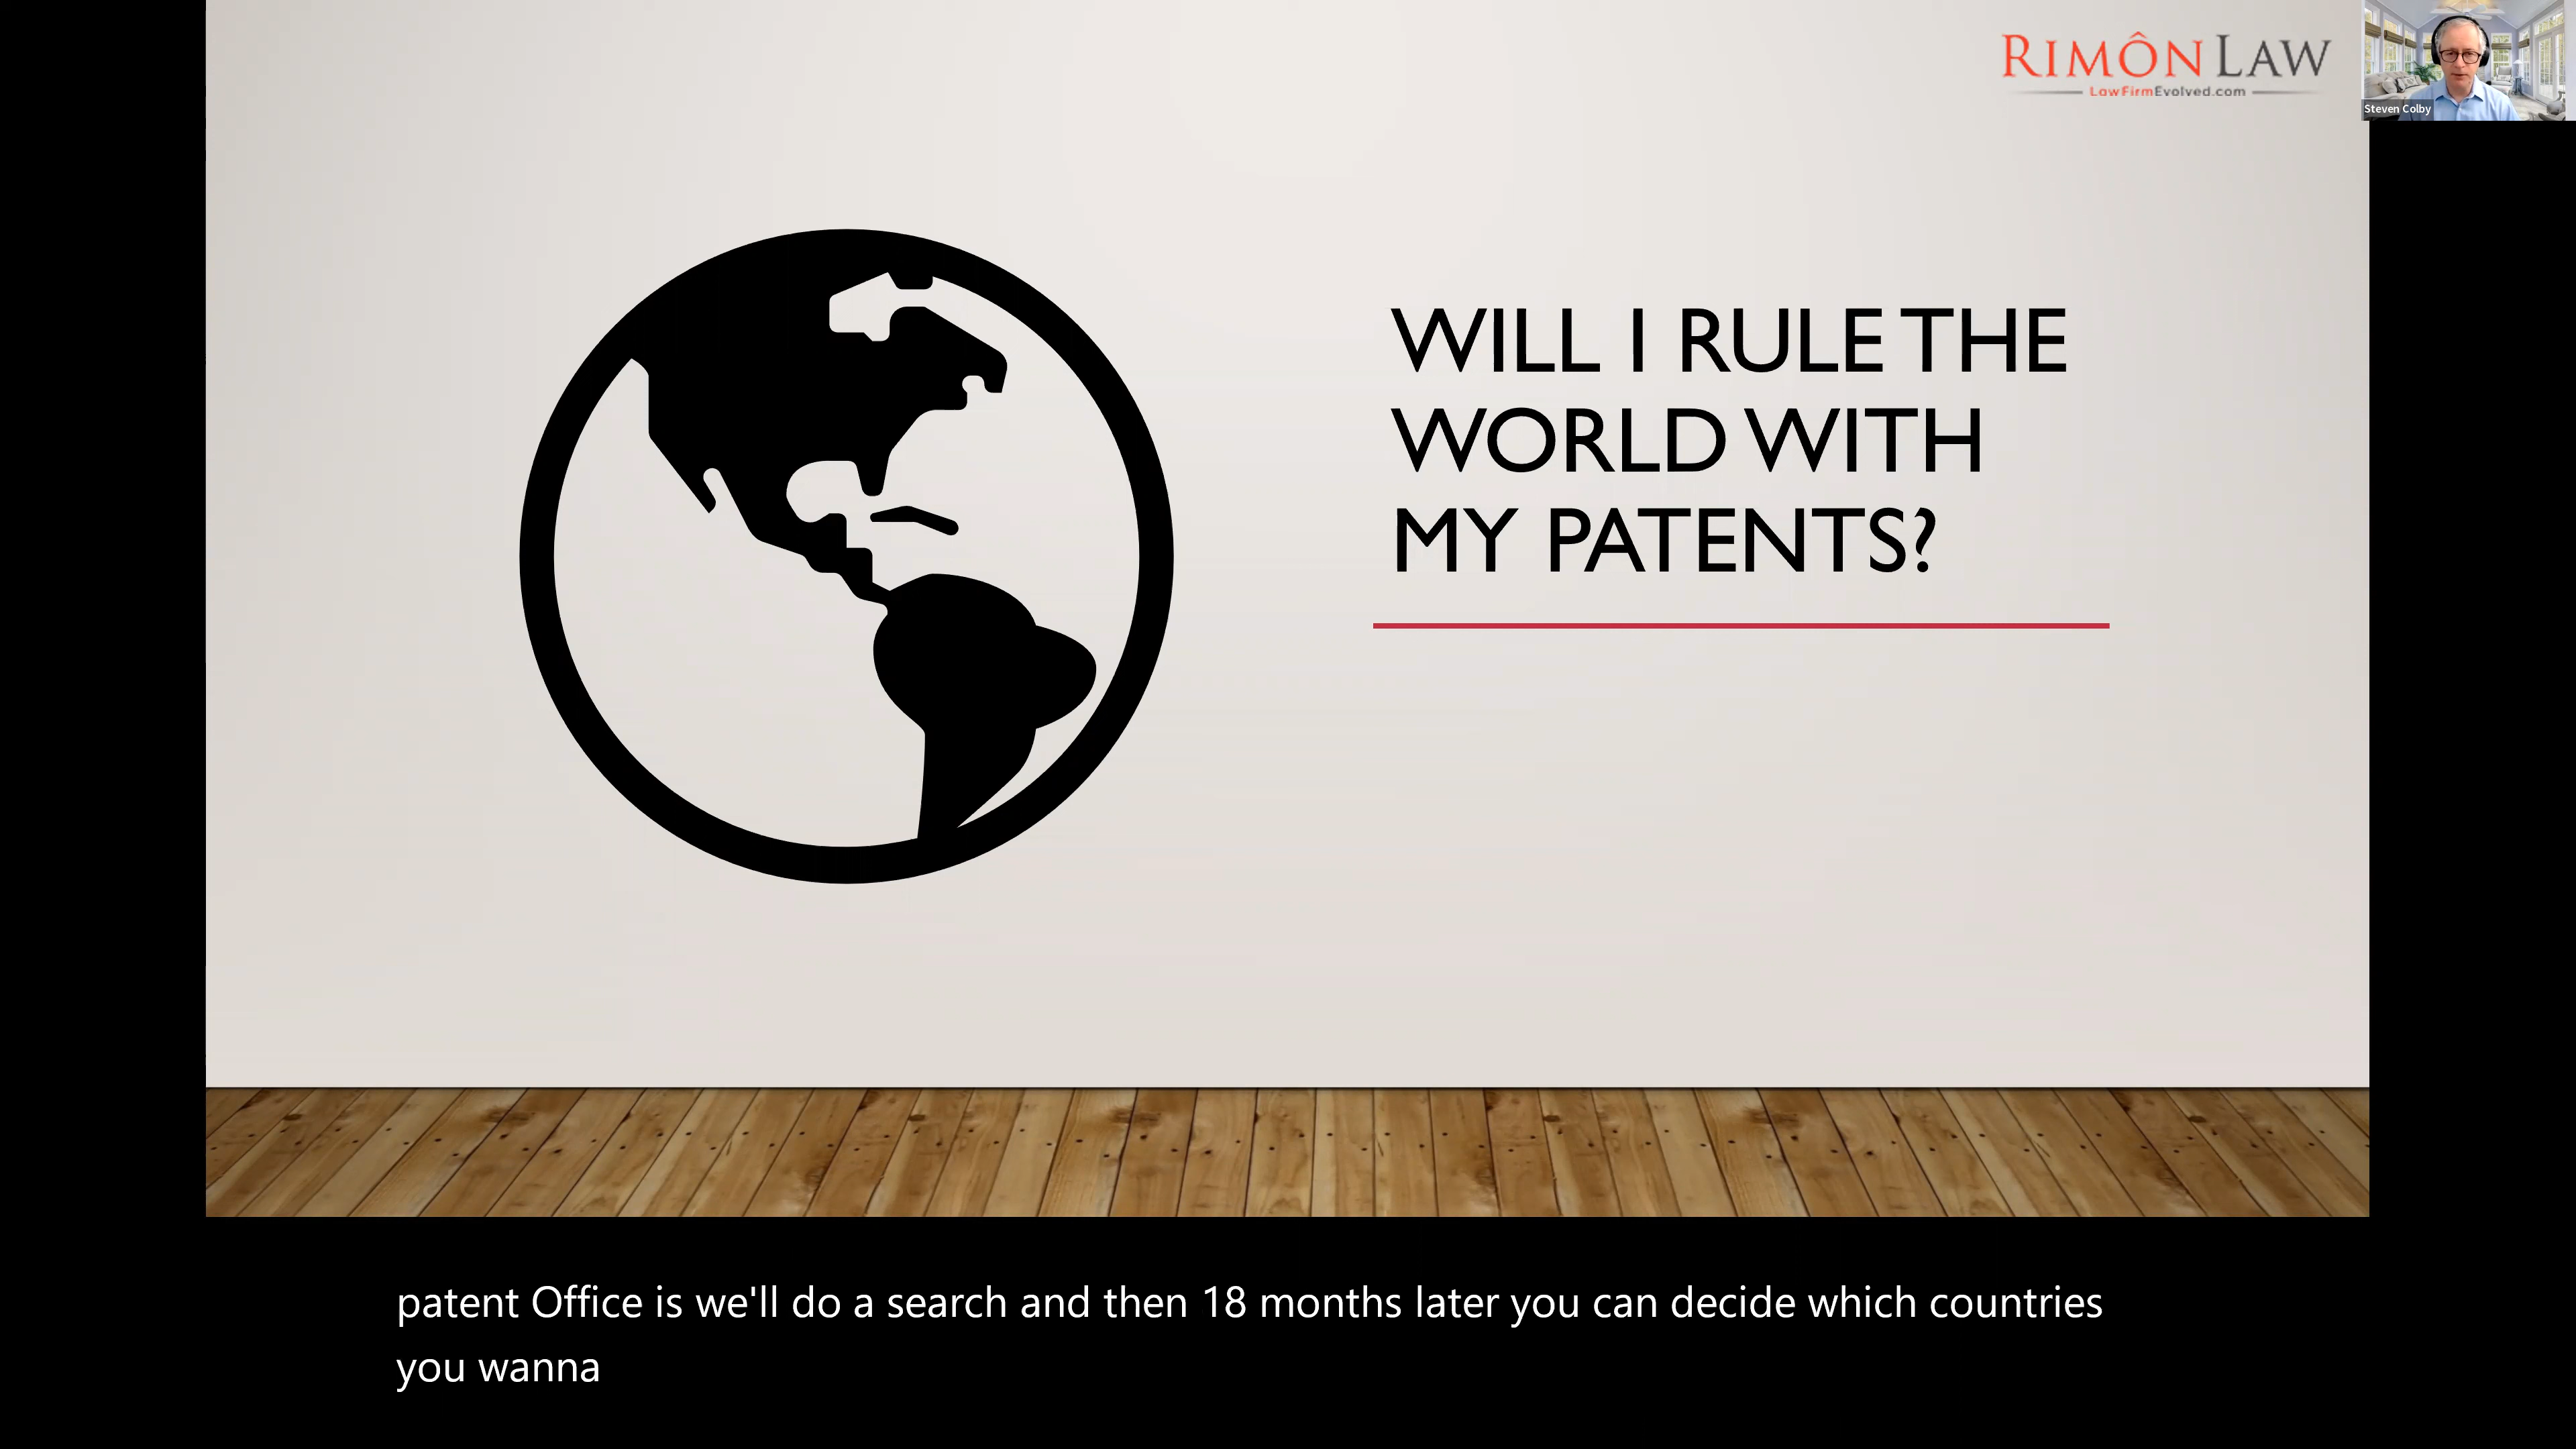 RIMÔN LAW
LawFirmEvolved.com
Steven Colby
WILL I RULE THE
WORLD WITH
MY PATENTS?
patent Office is we'll do a search and then 18 months later you can decide which countries
you wanna